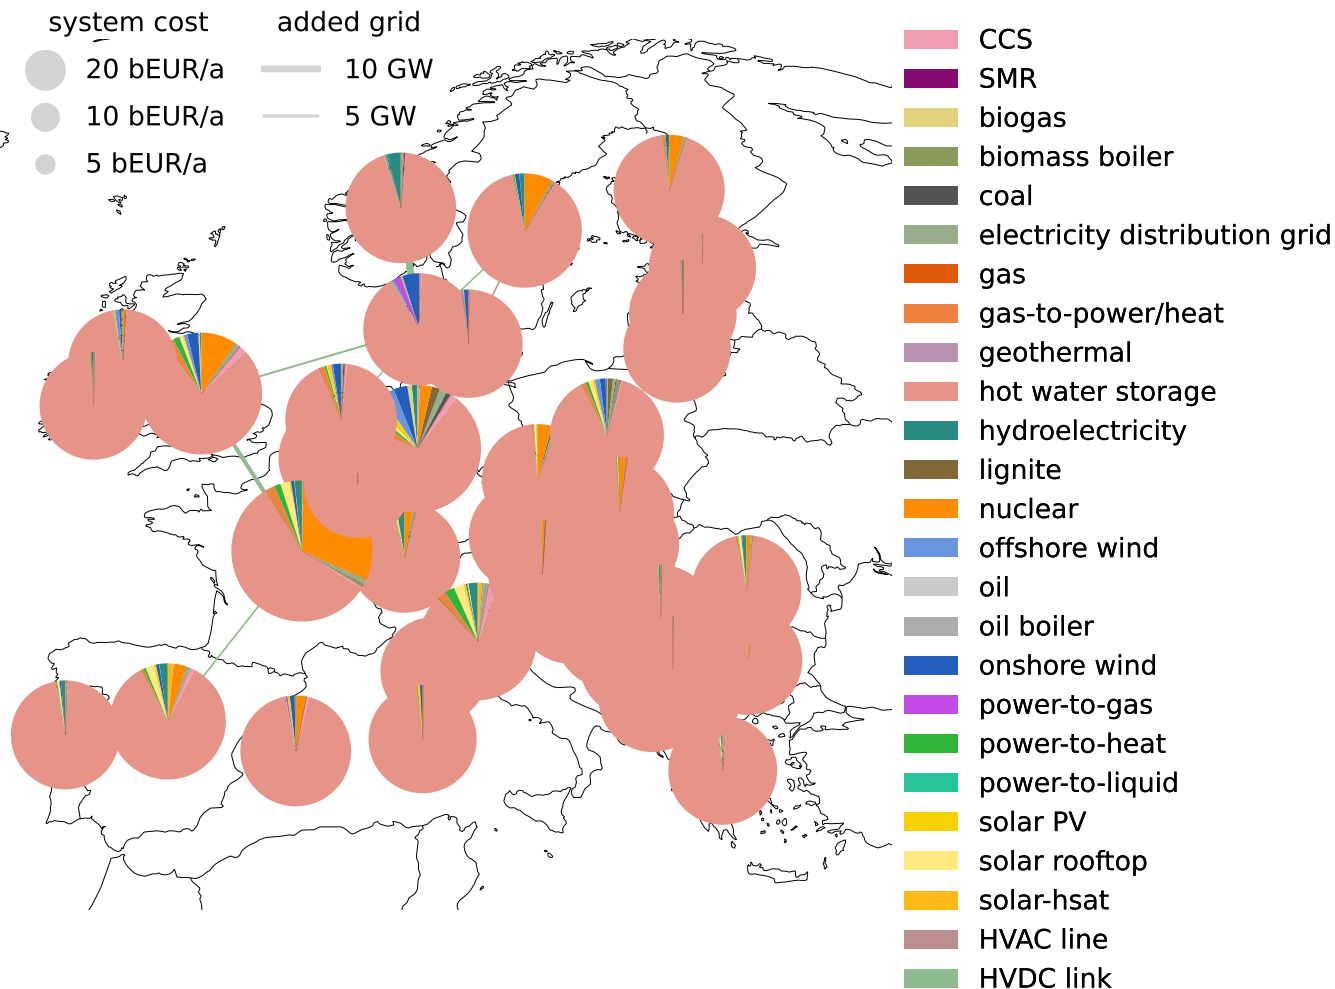 system cost
20 bEUR/a
10 bEUR/a
5 bEUR/a
added grid
10 GW
5 GW
CCS
SMR
biogas
biomass boiler
coal
electricity distribution grid
gas
gas-to-power/heat
geothermal
hot water storage
hydroelectricity
lignite
nuclear
offshore wind
oil
oil boiler
onshore wind
power-to-gas
power-to-heat
power-to-liquid
solar PV
solar rooftop
solar-hsat
HVAC line
HVDC link